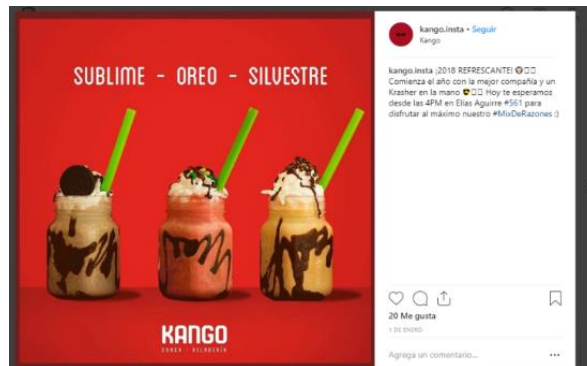 SUBLIME - OREO - SILVESTRE
KANGO
kango.insta • Seguir
Kango
kango.insta ¡2018 REFRESCANTE!
Comienza el año con la mejor compañía y un
Krasher en la mano
Hoy te esperamos
desde las 4PM en Elías Aguirre #561 para
disfrutar al máximo nuestro #MixDeRazones :)
20 Me gusta
1 DE ENERO
Agrega un comentario...